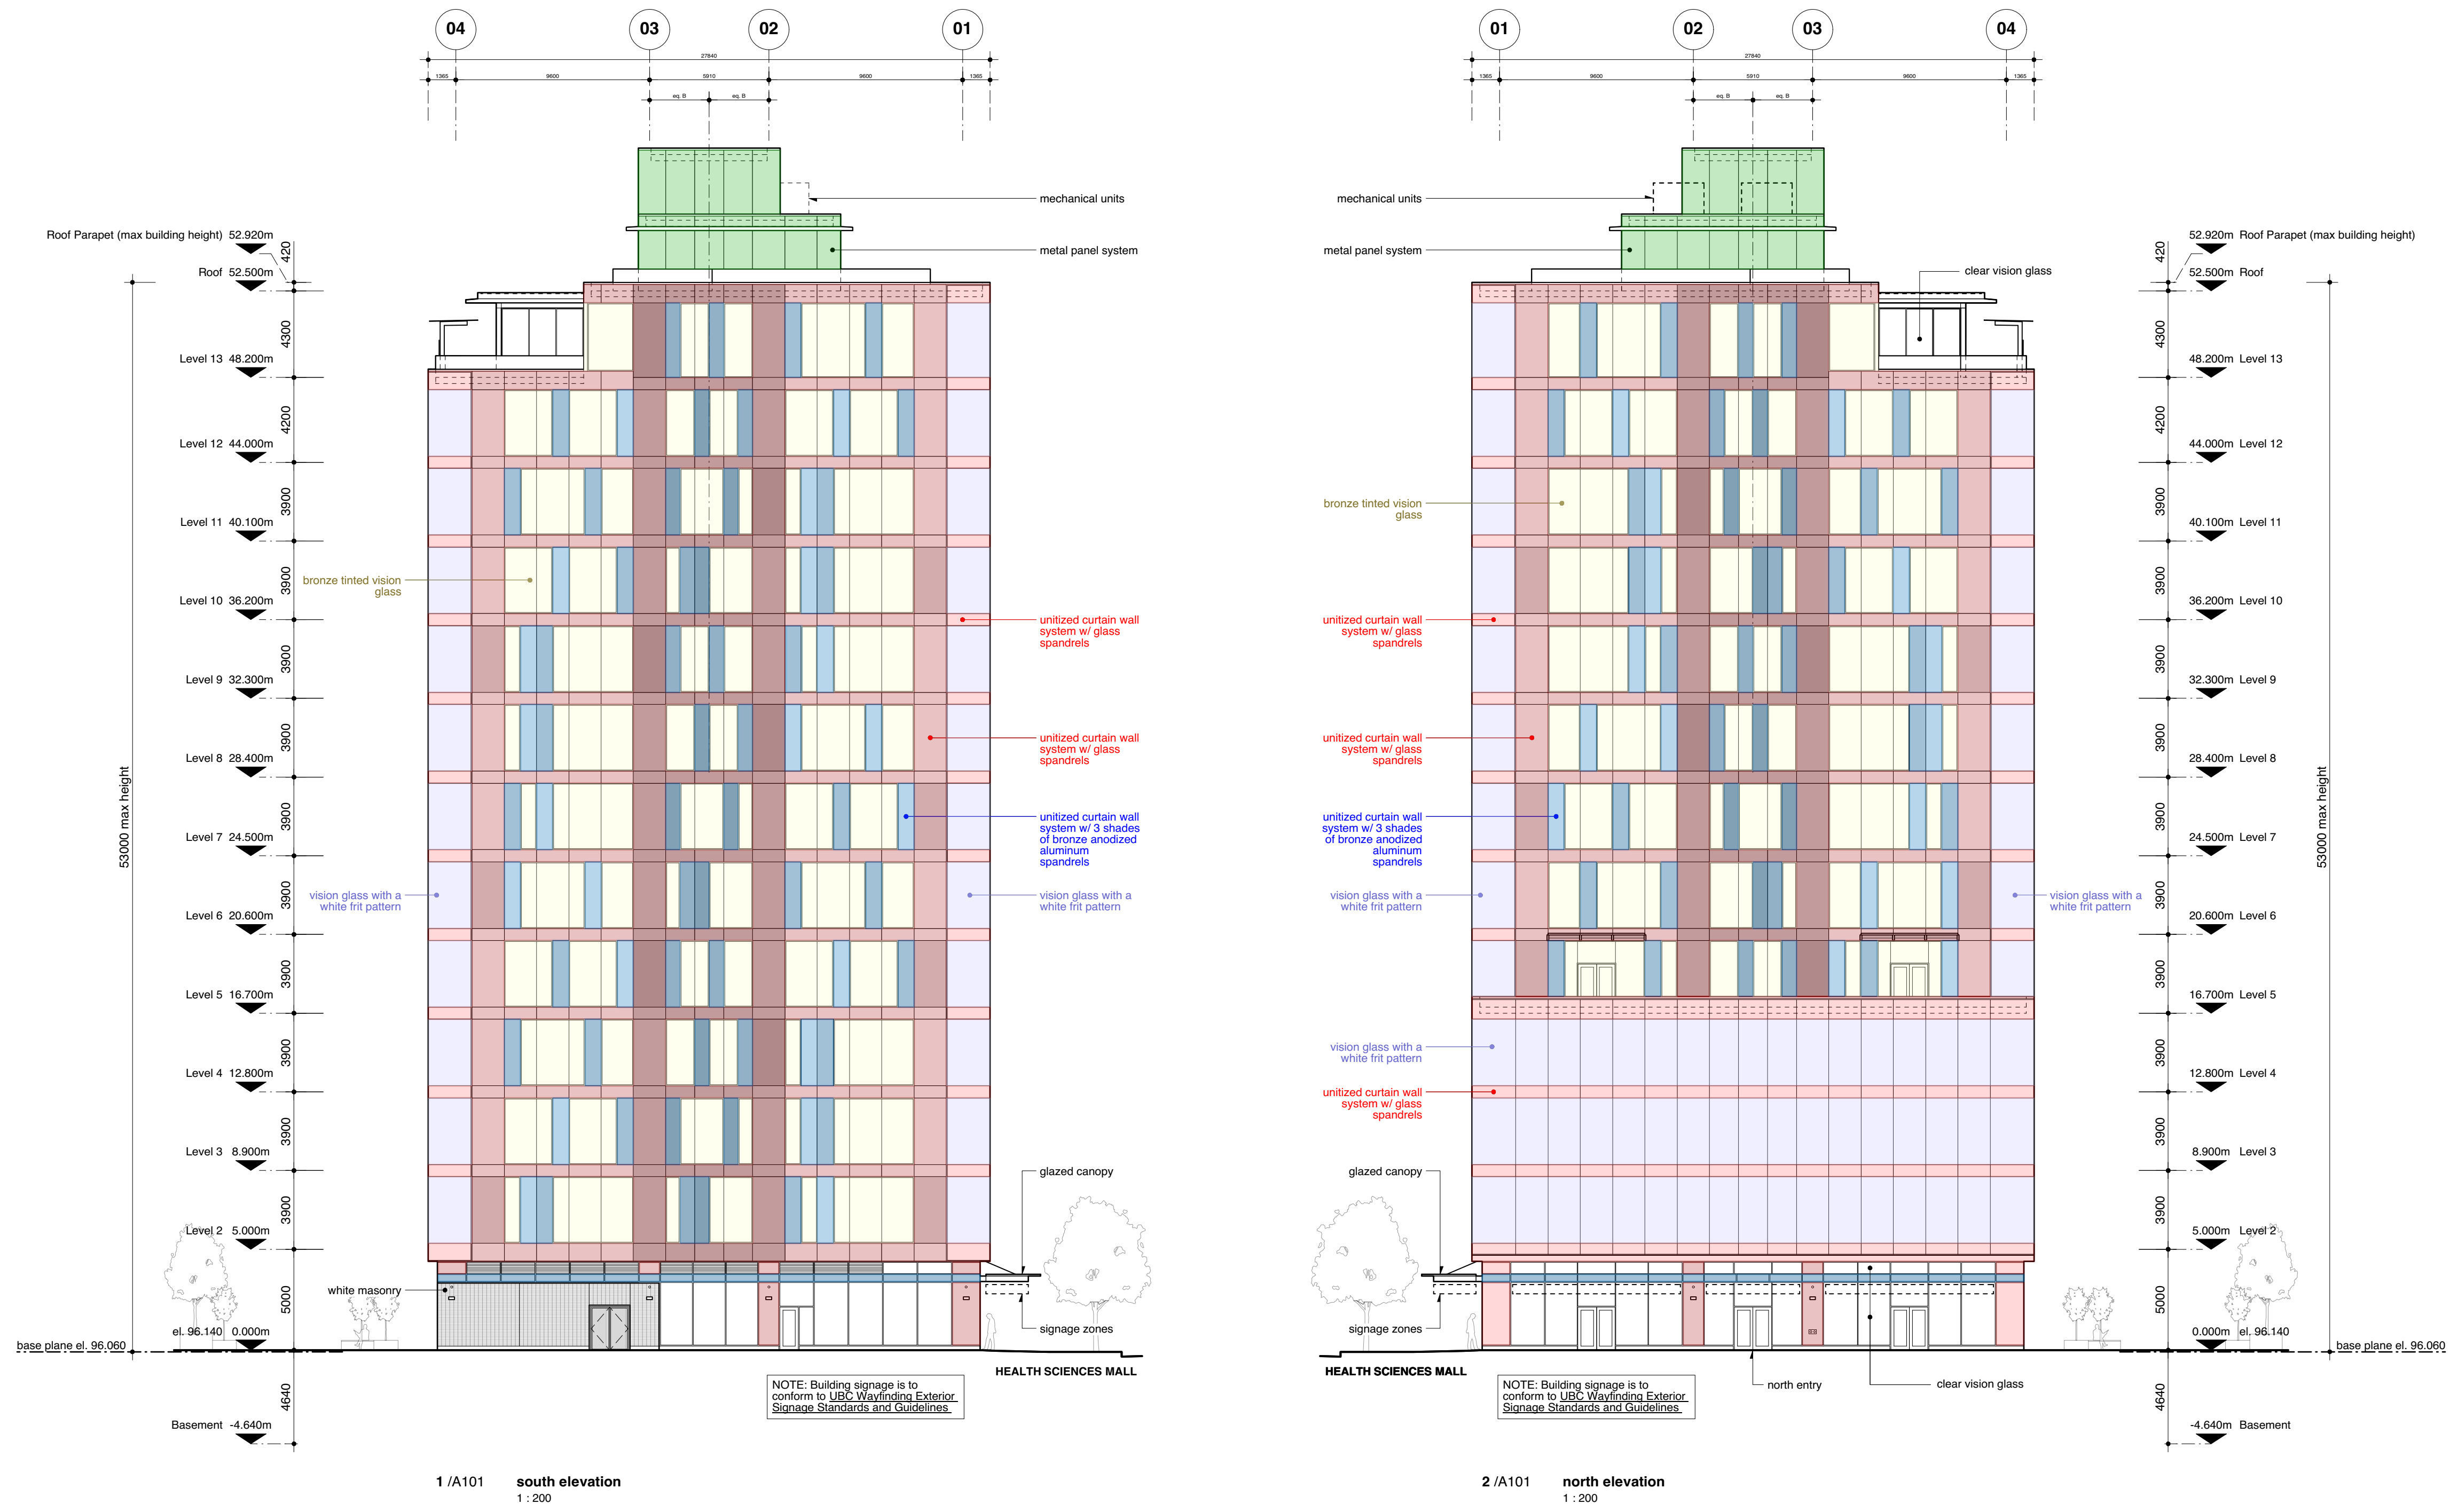 04 03 02 01
27840
1365 9600 5910 9600 1365
eq. B eq. B
mechanical units
metal panel system
Roof Parapet (max building height) 52.920m
420
Roof 52.500m
4300
Level 13 48.200m
4200
Level 12 44.000m
3900
Level 11 40.100m
3900
Level 10 36.200m
3900
Level 9 32.300m
3900
Level 8 28.400m
3900
Level 7 24.500m
3900
Level 6 20.600m
3900
Level 5 16.700m
3900
Level 4 12.800m
3900
Level 3 8.900m
3900
Level 2 5.000m
5000
el. 96.140 0.000m
base plane el. 96.060
4640
Basement -4.640m
53000 max height
bronze tinted vision
glass
vision glass with a
white frit pattern
white masonry
unitized curtain wall
system w/ glass
spandrels
unitized curtain wall
system w/ glass
spandrels
unitized curtain wall
system w/ 3 shades
of bronze anodized
aluminum
spandrels
vision glass with a
white frit pattern
glazed canopy
signage zones
HEALTH SCIENCES MALL
NOTE: Building signage is to
conform to UBC Wayfinding Exterior
Signage Standards and Guidelines
1 /A101 south elevation
1 : 200
01 02 03 04
27840
1365 9600 5910 9600 1365
eq. B eq. B
mechanical units
metal panel system
clear vision glass
bronze tinted vision
glass
unitized curtain wall
system w/ glass
spandrels
unitized curtain wall
system w/ glass
spandrels
unitized curtain wall
system w/ 3 shades
of bronze anodized
aluminum
spandrels
vision glass with a
white frit pattern
vision glass with a
white frit pattern
vision glass with a
white frit pattern
unitized curtain wall
system w/ glass
spandrels
glazed canopy
signage zones
HEALTH SCIENCES MALL
NOTE: Building signage is to
conform to UBC Wayfinding Exterior
Signage Standards and Guidelines
north entry
clear vision glass
52.920m Roof Parapet (max building height)
420
52.500m Roof
4300
48.200m Level 13
4200
44.000m Level 12
3900
40.100m Level 11
3900
36.200m Level 10
3900
32.300m Level 9
3900
28.400m Level 8
3900
24.500m Level 7
3900
20.600m Level 6
3900
16.700m Level 5
3900
12.800m Level 4
3900
8.900m Level 3
3900
5.000m Level 2
5000
0.000m el. 96.140
base plane el. 96.060
4640
-4.640m Basement
53000 max height
2 /A101 north elevation
1 : 200